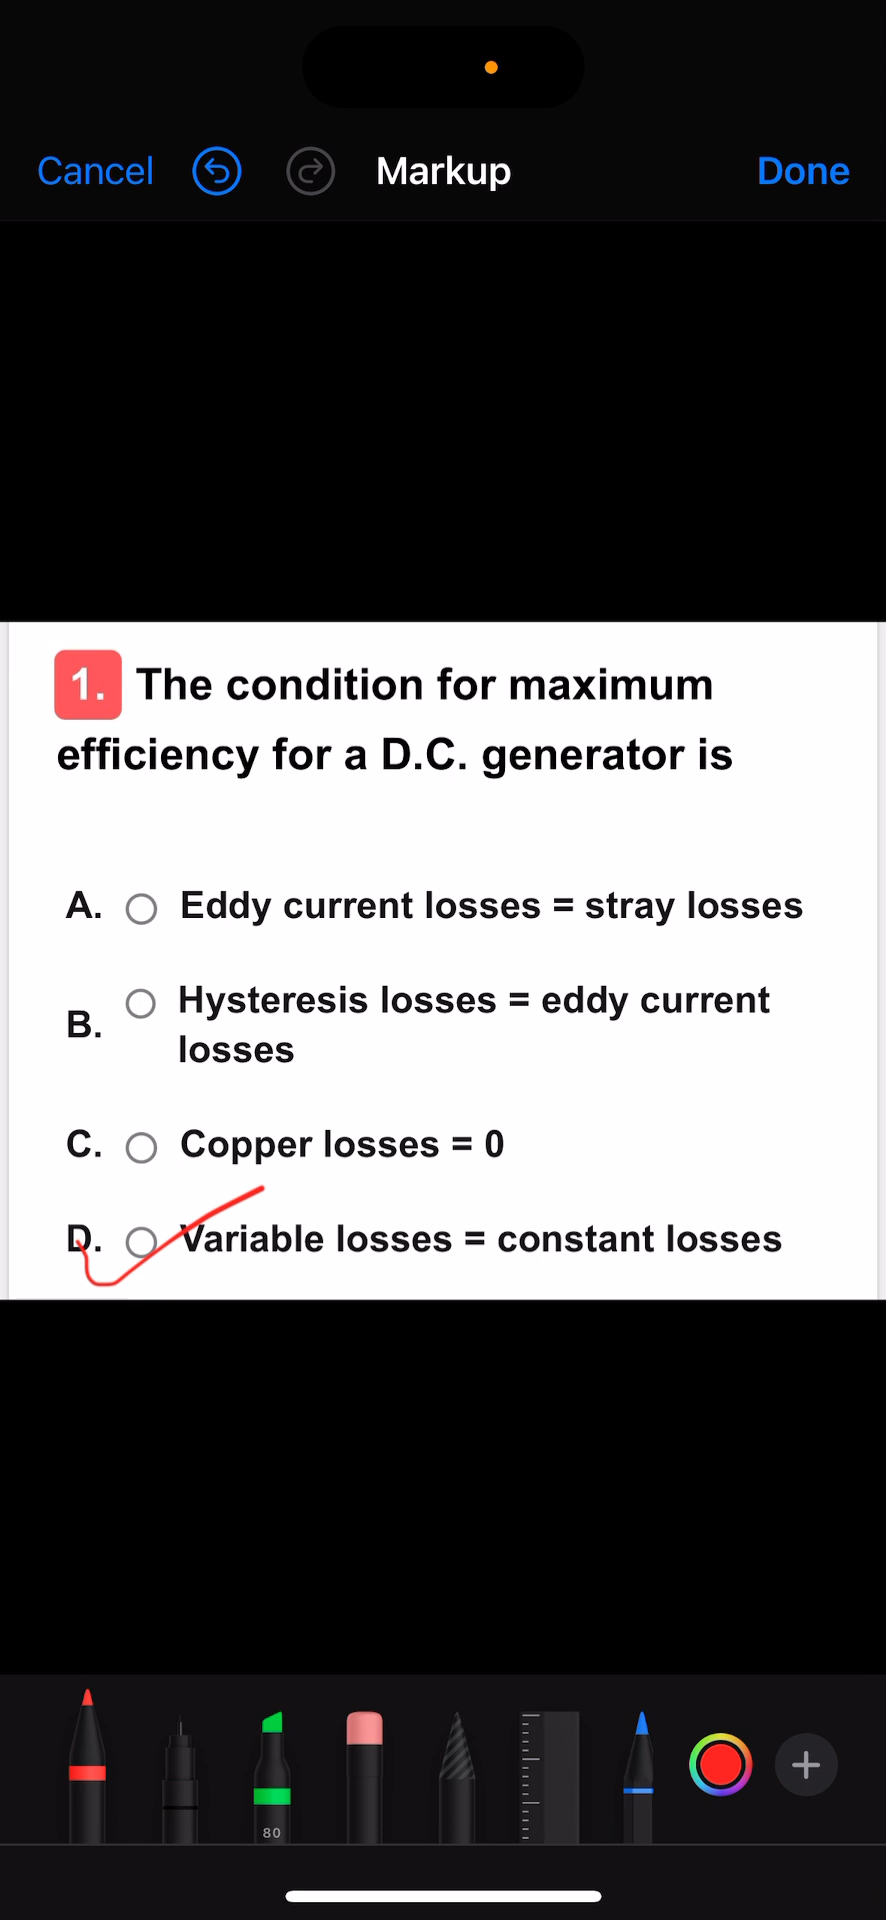 Cancel Markup Done
1. The condition for maximum
efficiency for a D.C. generator is
A. Eddy current losses = stray losses
B. Hysteresis losses = eddy current
losses
C. Copper losses = 0
D. Variable losses = constant losses
80